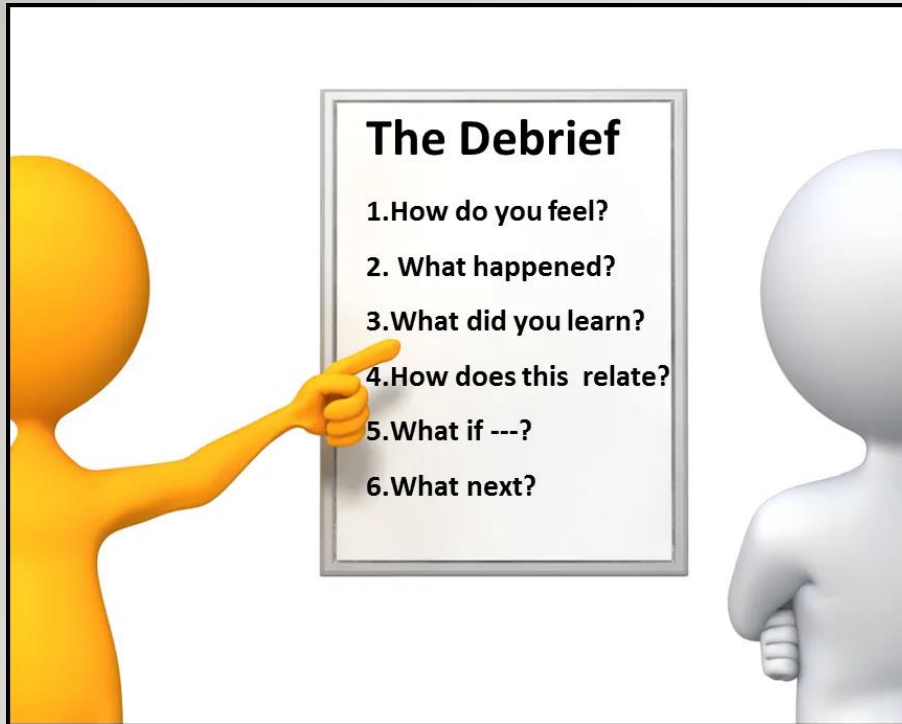 The Debrief
1.How do you feel?
2. What happened?
3.What did you learn?
4.How does this  relate?
5.What if ---?
6.What next?